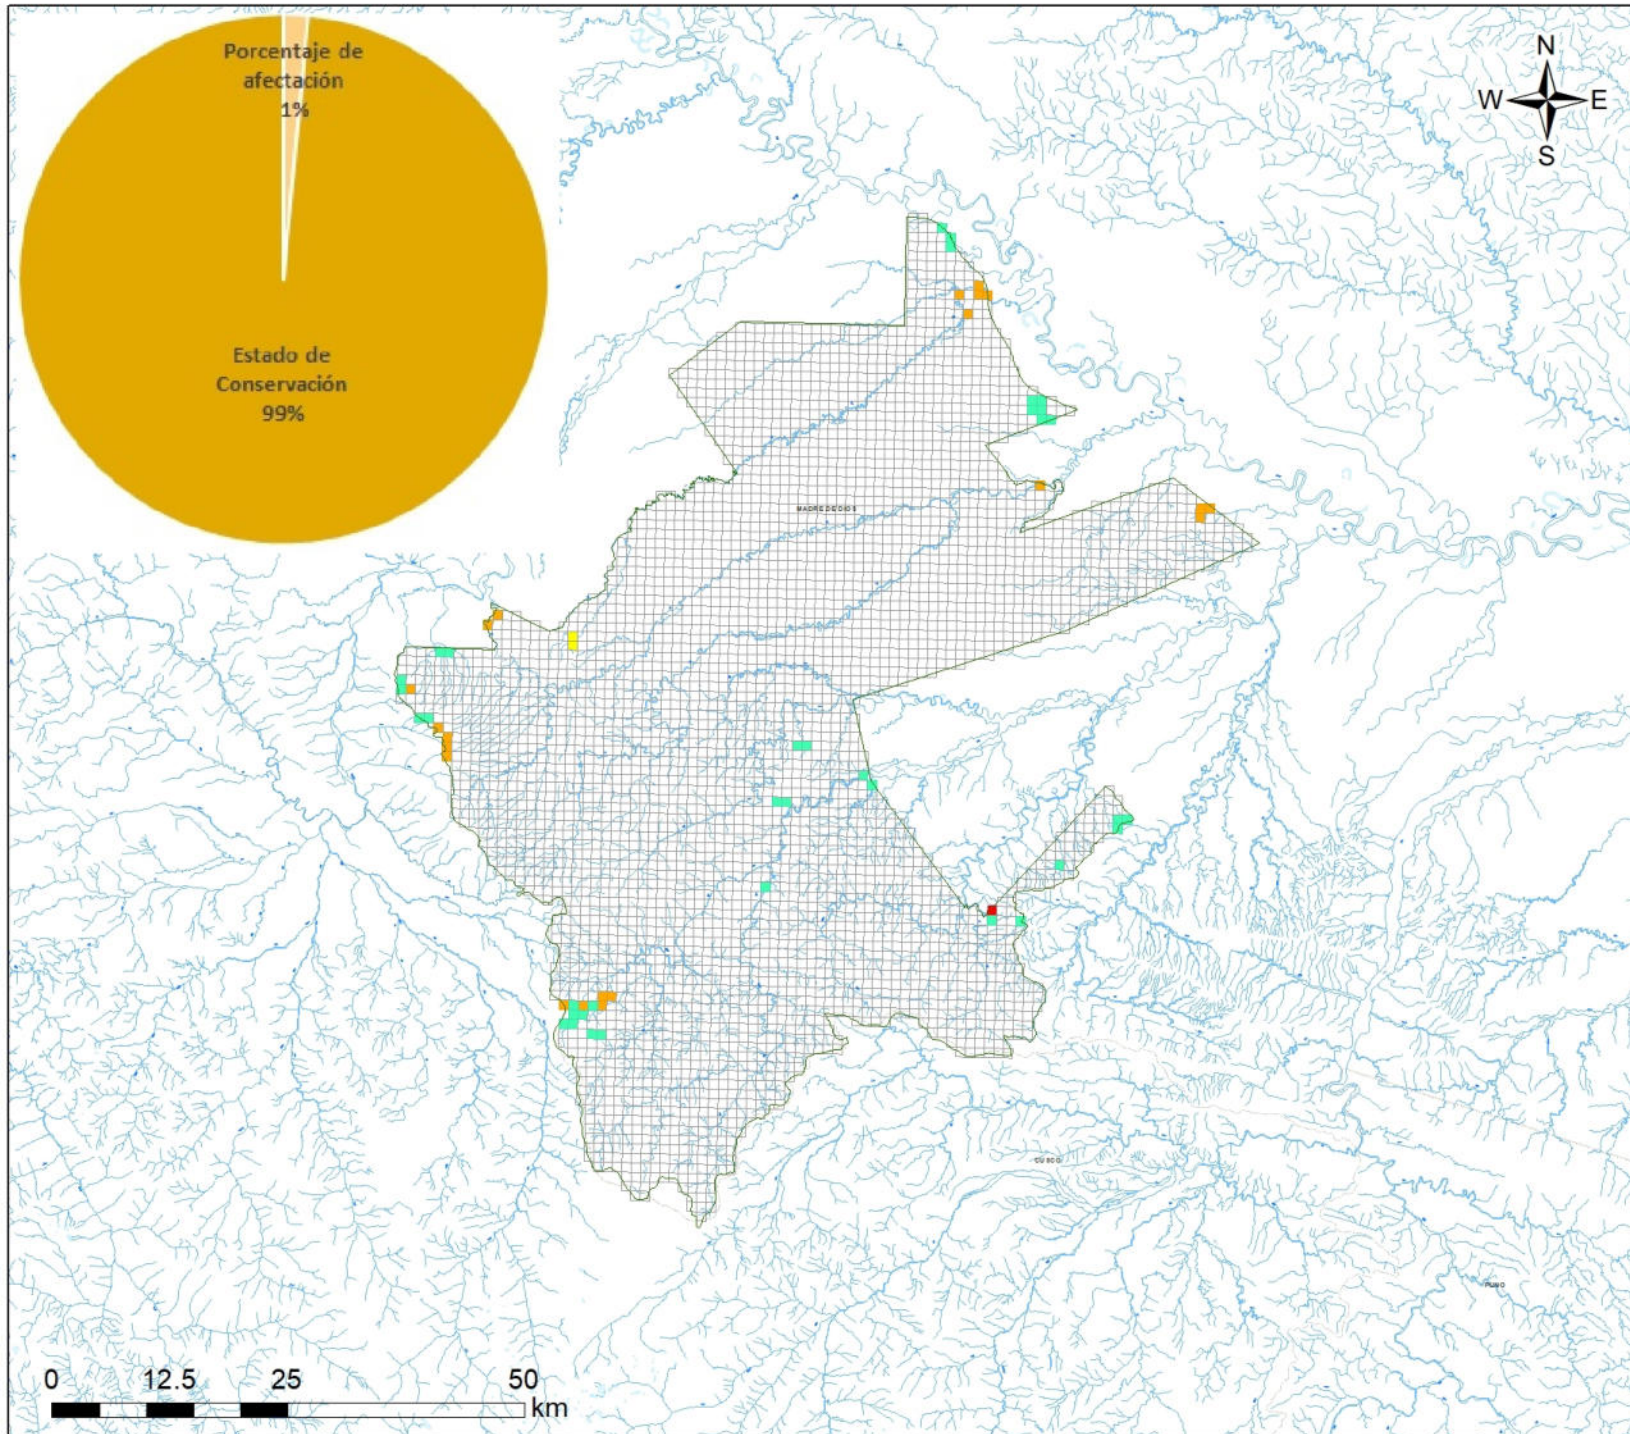 Porcentaje de
afectación
1%
Estado de
Conservación
99%
N
W E
S
MADRE DE DIOS
CUSCO
PUNO
0 12.5 25 50
km